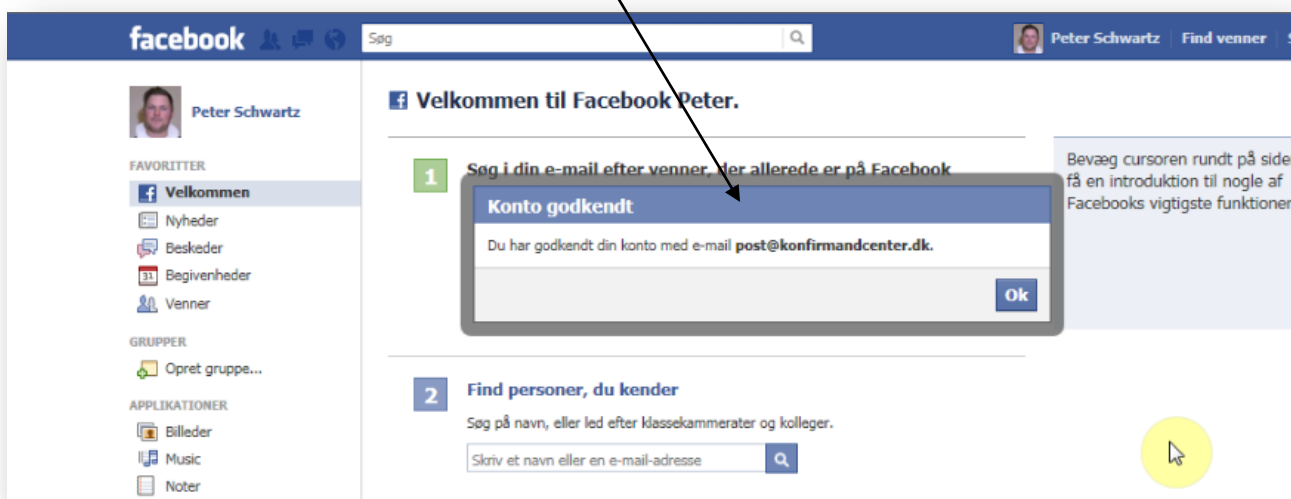 facebook
Søg
Peter Schwartz
Find venner
Peter Schwartz
FAVORITTER
Velkommen
Nyheder
Beskeder
31
Begivenheder
Venner
GRUPPER
Opret gruppe...
APPLIKATIONER
Billeder
Music
Noter
Velkommen til Facebook Peter.
1
Søg i din e-mail efter venner, der allerede er på Facebook
Konto godkendt
Du har godkendt din konto med e-mail post@konfirmandcenter.dk.
Ok
2
Find personer, du kender
Søg på navn, eller led efter klassekammerater og kolleger.
Skriv et navn eller en e-mail-adresse
Bevæg cursoren rundt på side
få en introduktion til nogle af
Facebooks vigtigste funktioner